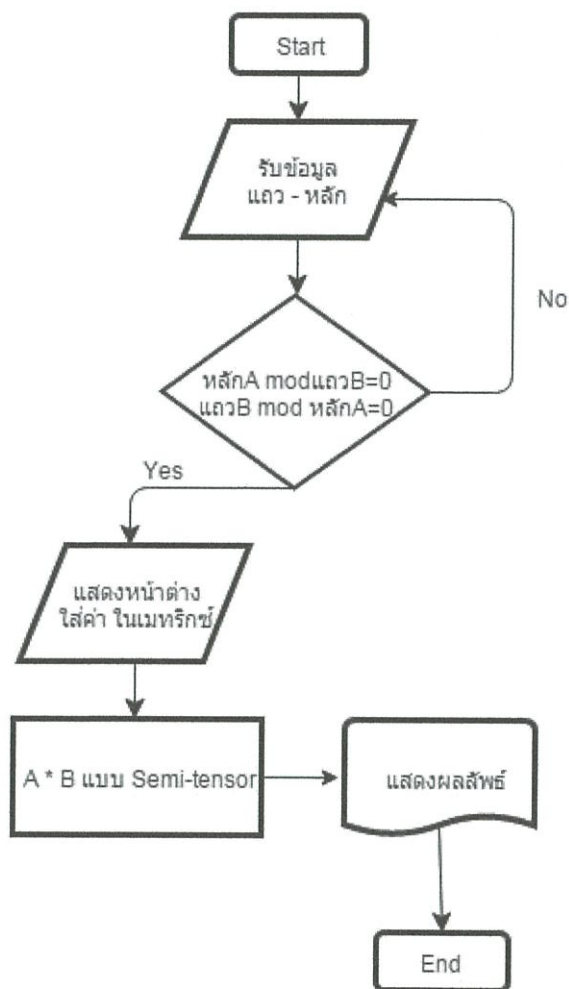 Start
รับข้อมูล
แถว - หลัก
No
หลักA modแถวB=0
แถวB mod หลักA=0
Yes
แสดงหน้าต่าง
ใส่ค่า ในเมทริกซ์
A * B แบบ Semi-tensor
แสดงผลลัพธ์
End